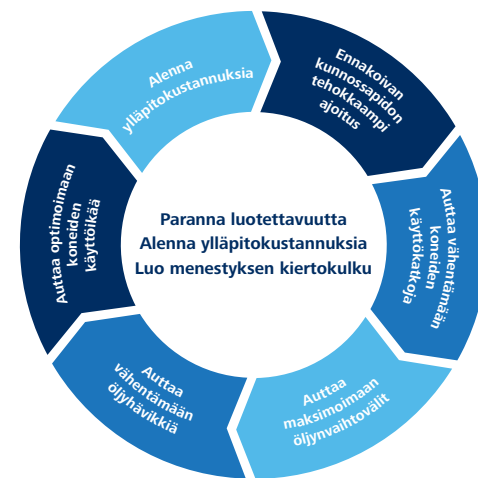 Alenna
ylläpitokustannuksia
Ennakoivan
kunnossapidon
tehokkaampi
ajoitus
Auttaa vähentämään
koneiden
käyttökatkoja
Auttaa
maksimoimaan
öljynvaihtovälit
Auttaa
vähentämään
öljyhävikkiä
Auttaa optimoimaan
koneiden
käyttöikää
Paranna luotettavuutta
Alenna ylläpitokustannuksia
Luo menestyksen kiertokulku